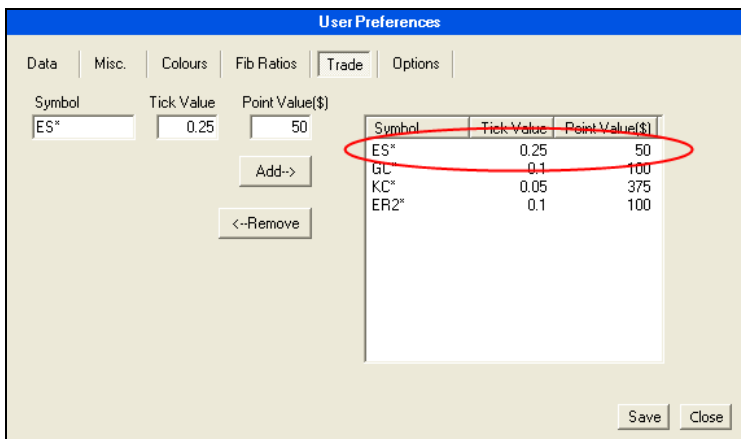 User Preferences
Data Misc. Colours Fib Ratios Trade Options
Symbol Tick Value Point Value($)
ES* 0.25 50
Add-->
<--Remove
Symbol Tick Value Point Value($)
ES* 0.25 50
GC* 0.1 100
KC* 0.05 375
ER2* 0.1 100
Save Close